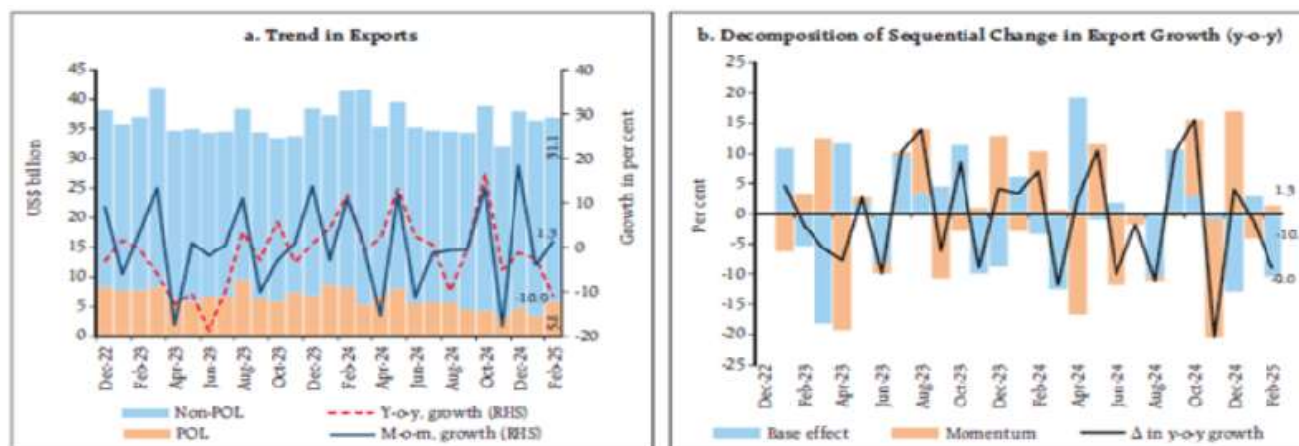 a. Trend in Exports
45
40
35
30
25
20
15
10
5
0
US$ billion
40
30
20
10
0
-10
-20
Growth in per cent
31.1
1.3
-10.9
5.8
Dec-22
Feb-23
Apr-23
Jun-23
Aug-23
Oct-23
Dec-23
Feb-24
Apr-24
Jun-24
Aug-24
Oct-24
Dec-24
Feb-25
Non-POL
Y-o-y, growth (RHS)
POL
M-o-m, growth (RHS)
b. Decomposition of Sequential Change in Export Growth (y-o-y)
25
20
15
10
5
0
-5
-10
-15
-20
-25
Per cent
1.3
Dec-22
Feb-23
Apr-23
Jun-23
Aug-23
Oct-23
Dec-23
Feb-24
Apr-24
Jun-24
Aug-24
Oct-24
Dec-24
Feb-25
Base effect
Momentum
Δ in y-o-y growth